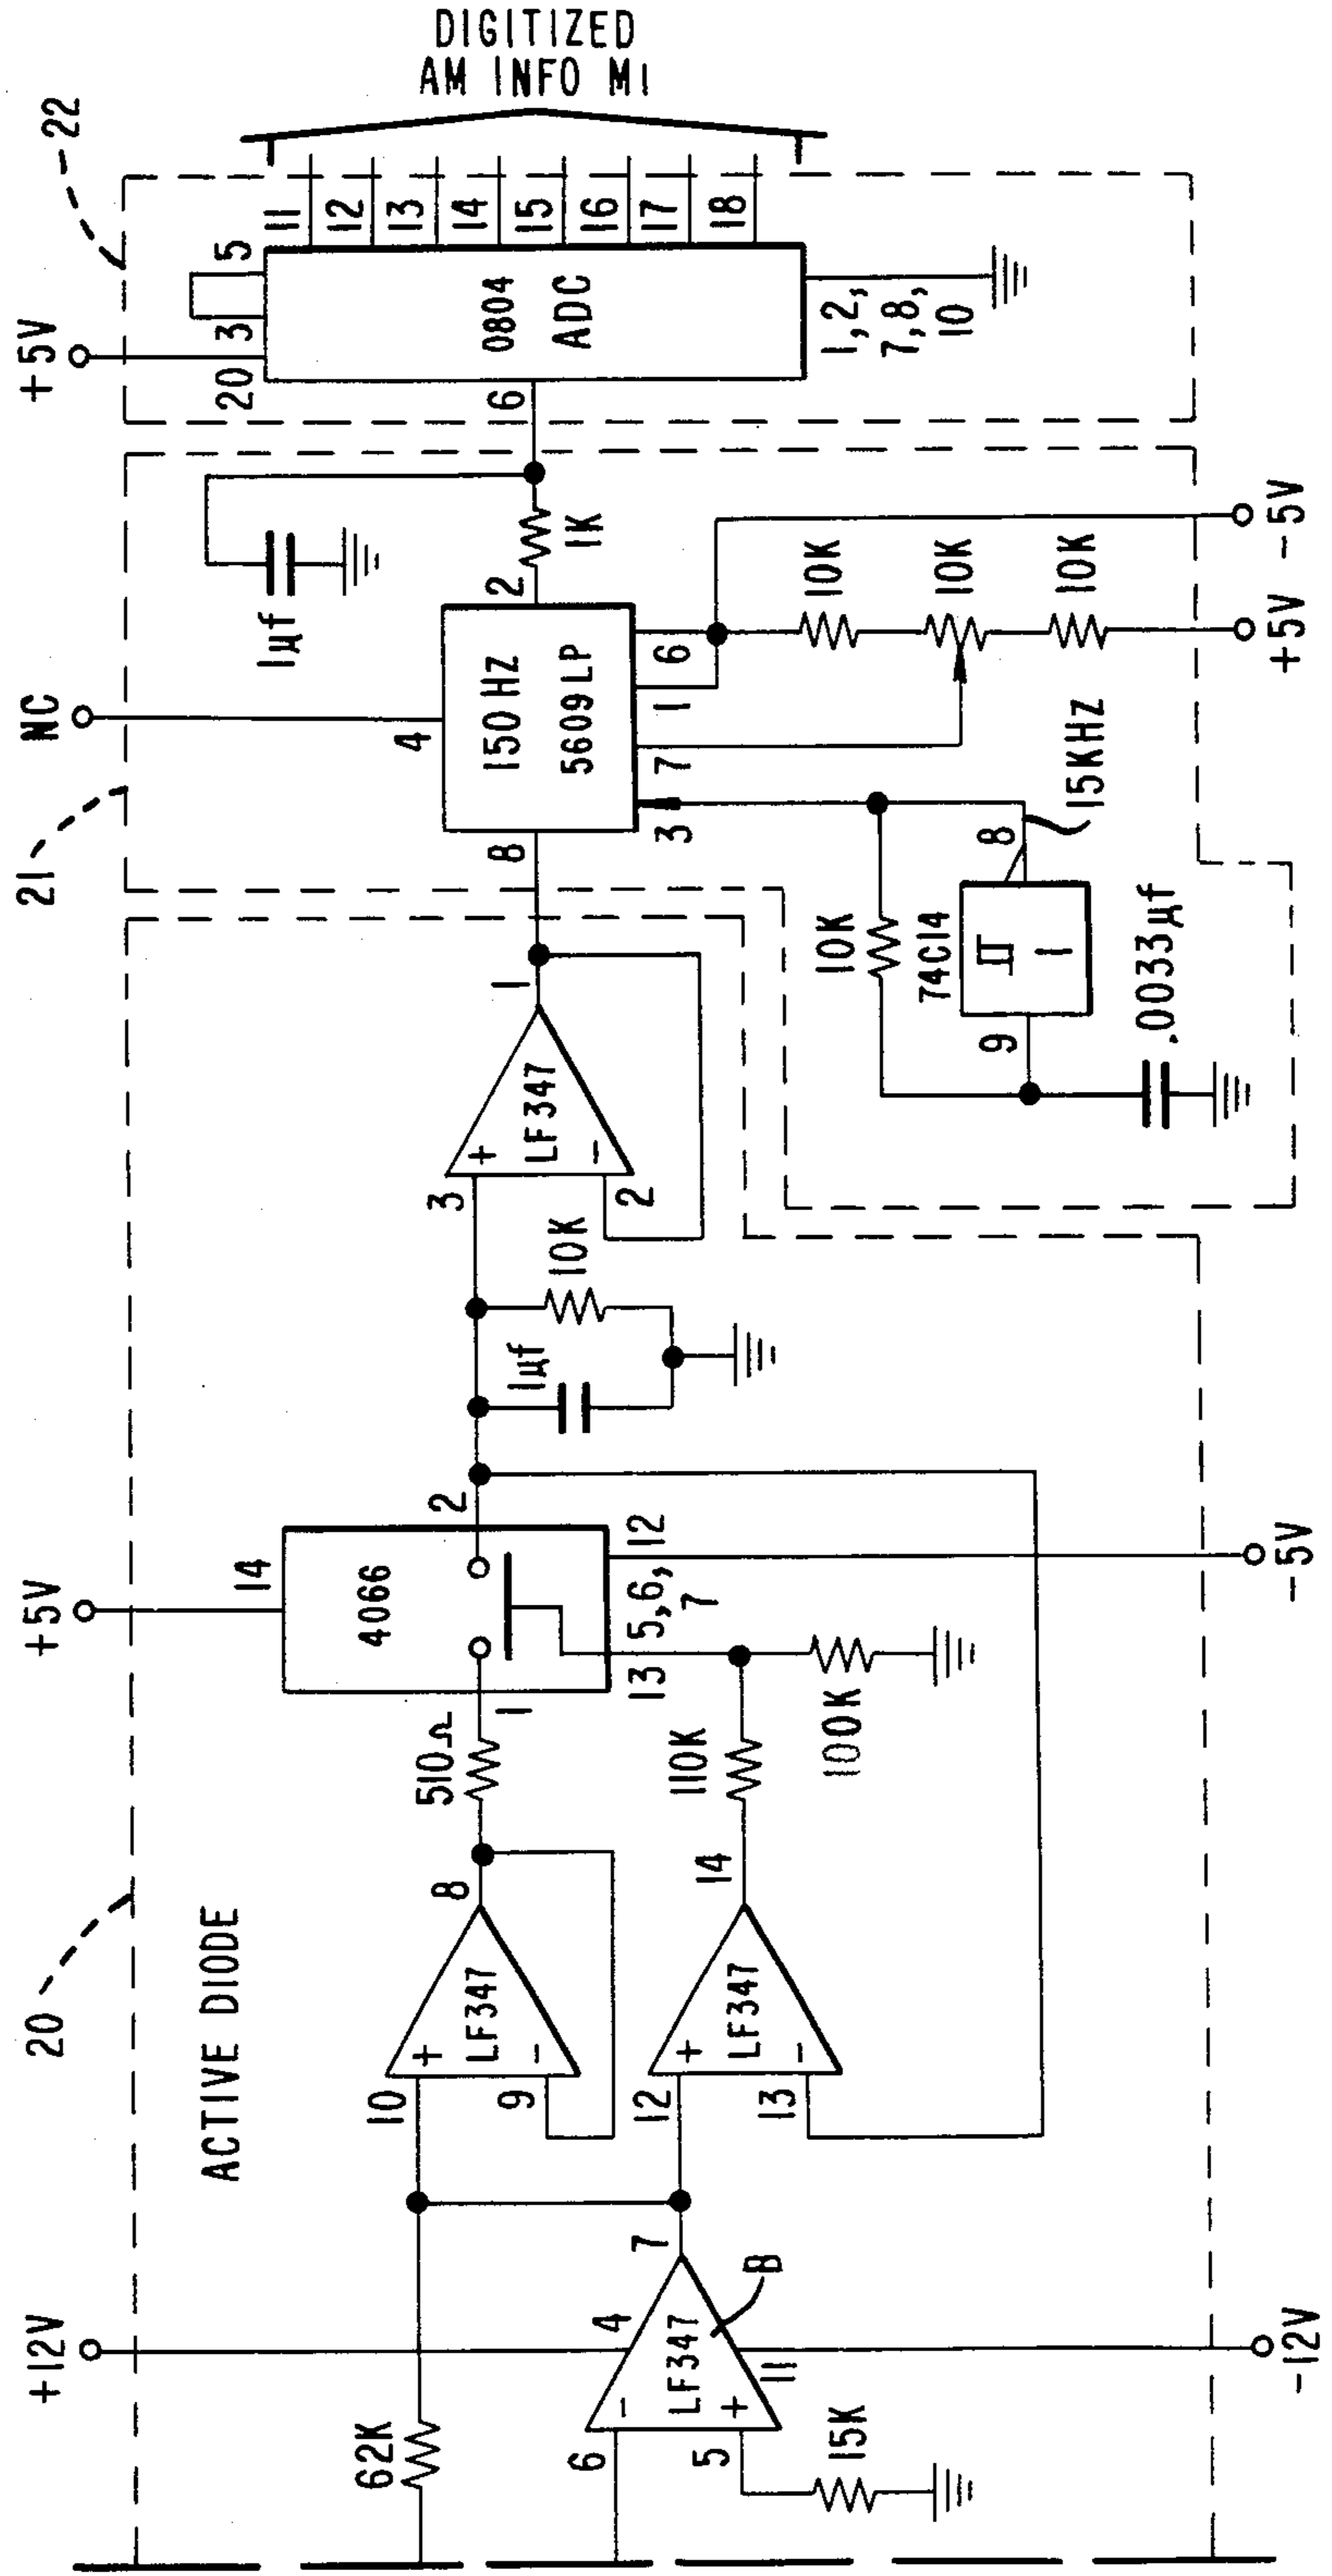 +12V
+5V
NC
+5V
20
21
22
ACTIVE DIODE
DIGITIZED
AM INFO M1
62K
6
5
15K
LF347
-
+
4
11
7
B
-12V
10
9
+
-
LF347
8
510Ω
12
13
+
-
LF347
14
110K
100K
1
4066
14
2
13
5,6,
7
12
-5V
1µf
10K
3
2
+
-
LF347
1
8
4
150HZ
5609LP
2
3
7
1
6
1K
1µf
10K
10K
10K
+5V
-5V
10K
74C14
1
9
8
15KHZ
.0033µf
6
20
3
5
0804
ADC
11
12
13
14
15
16
17
18
1,2,
7,8,
10